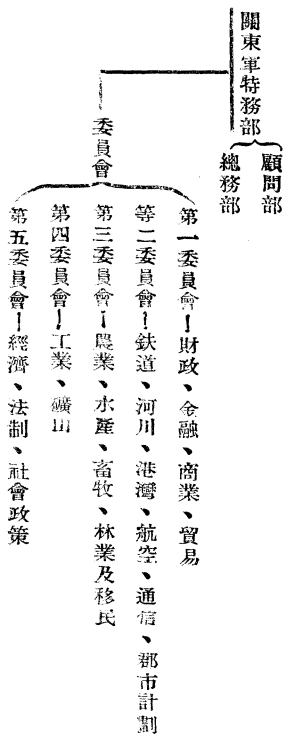 關東軍特務部
顧問部
總務部
委員會
第一委員會—財政、金融、商業、貿易
等二委員會—鉄道、河川、港灣、航空、通信、都市計劃
第三委員會—農業、水產、畜牧、林業及移民
第四委員會—工業、礦山
第五委員會—經濟、法制、社會政策